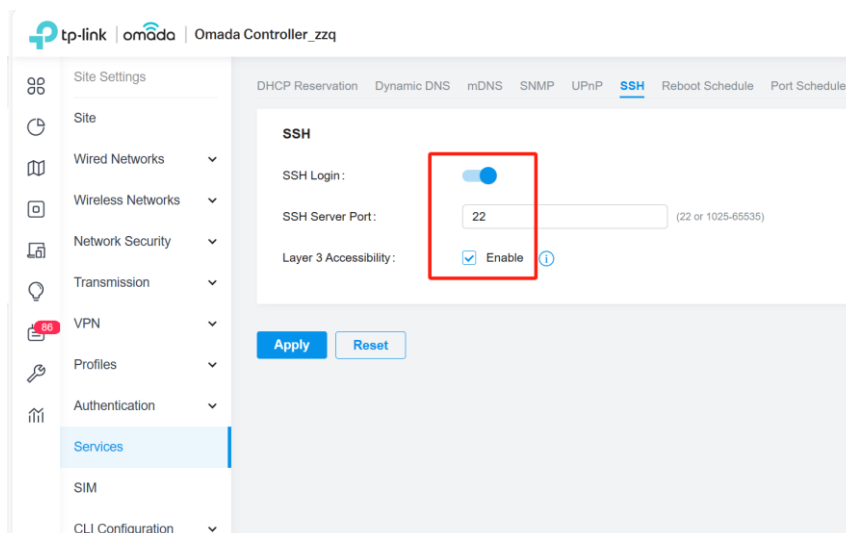 tp-link | omada | Omada Controller_zzq
Site Settings
Site
Wired Networks
Wireless Networks
Network Security
Transmission
VPN
Profiles
Authentication
Services
SIM
CLI Configuration
86
DHCP Reservation Dynamic DNS mDNS SNMP UPnP SSH Reboot Schedule Port Schedule
SSH
SSH Login :
SSH Server Port : 22 (22 or 1025-65535)
Layer 3 Accessibility : Enable
Apply Reset